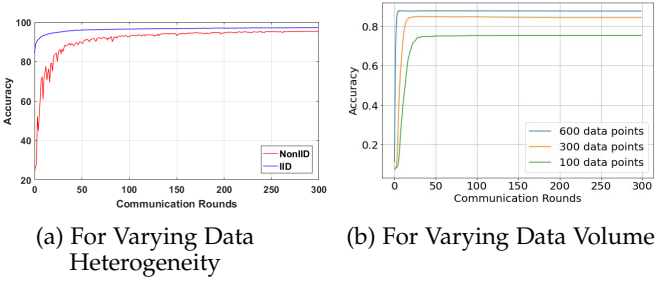 100
80
60
40
20
Accuracy
0
50
100
150
200
250
300
Communication Rounds
NonIID
IID
0.8
0.6
0.4
0.2
Accuracy
0
50
100
150
200
250
300
Communication Rounds
600 data points
300 data points
100 data points
(a) For Varying Data
Heterogeneity
(b) For Varying Data Volume